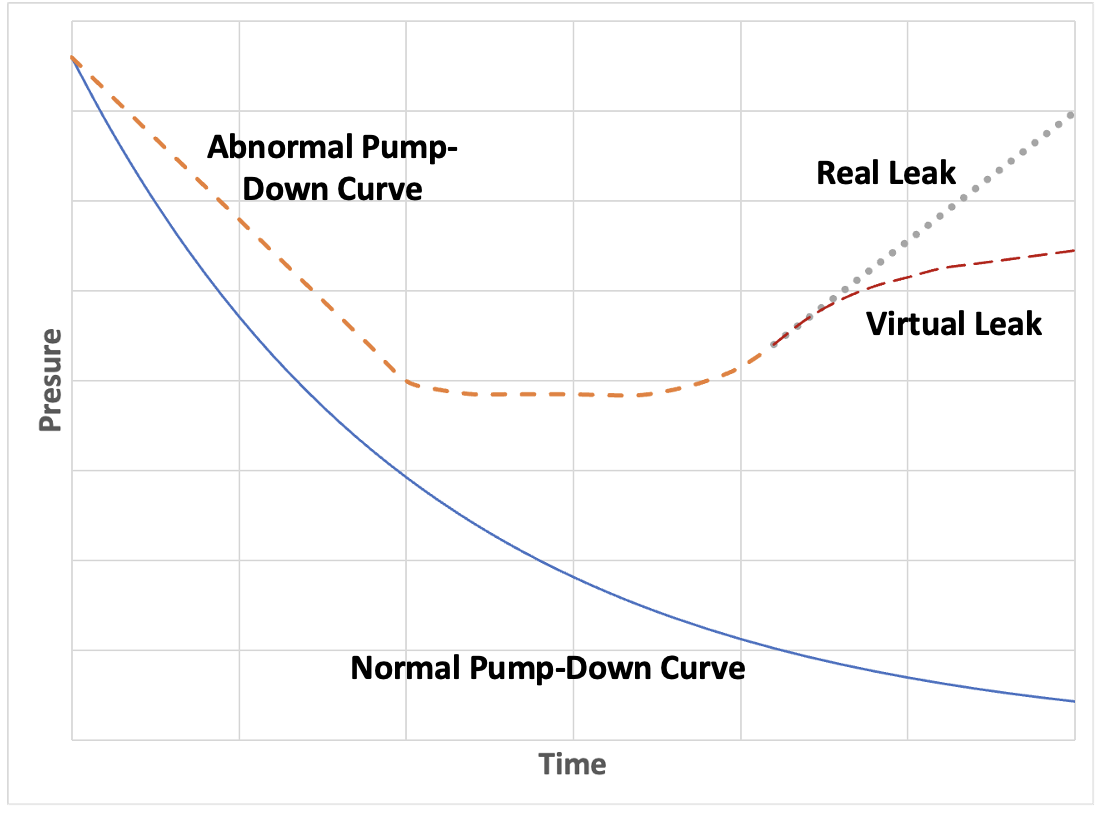 Abnormal Pump-
Down Curve
Real Leak
Virtual Leak
Presure
Normal Pump-Down Curve
Time